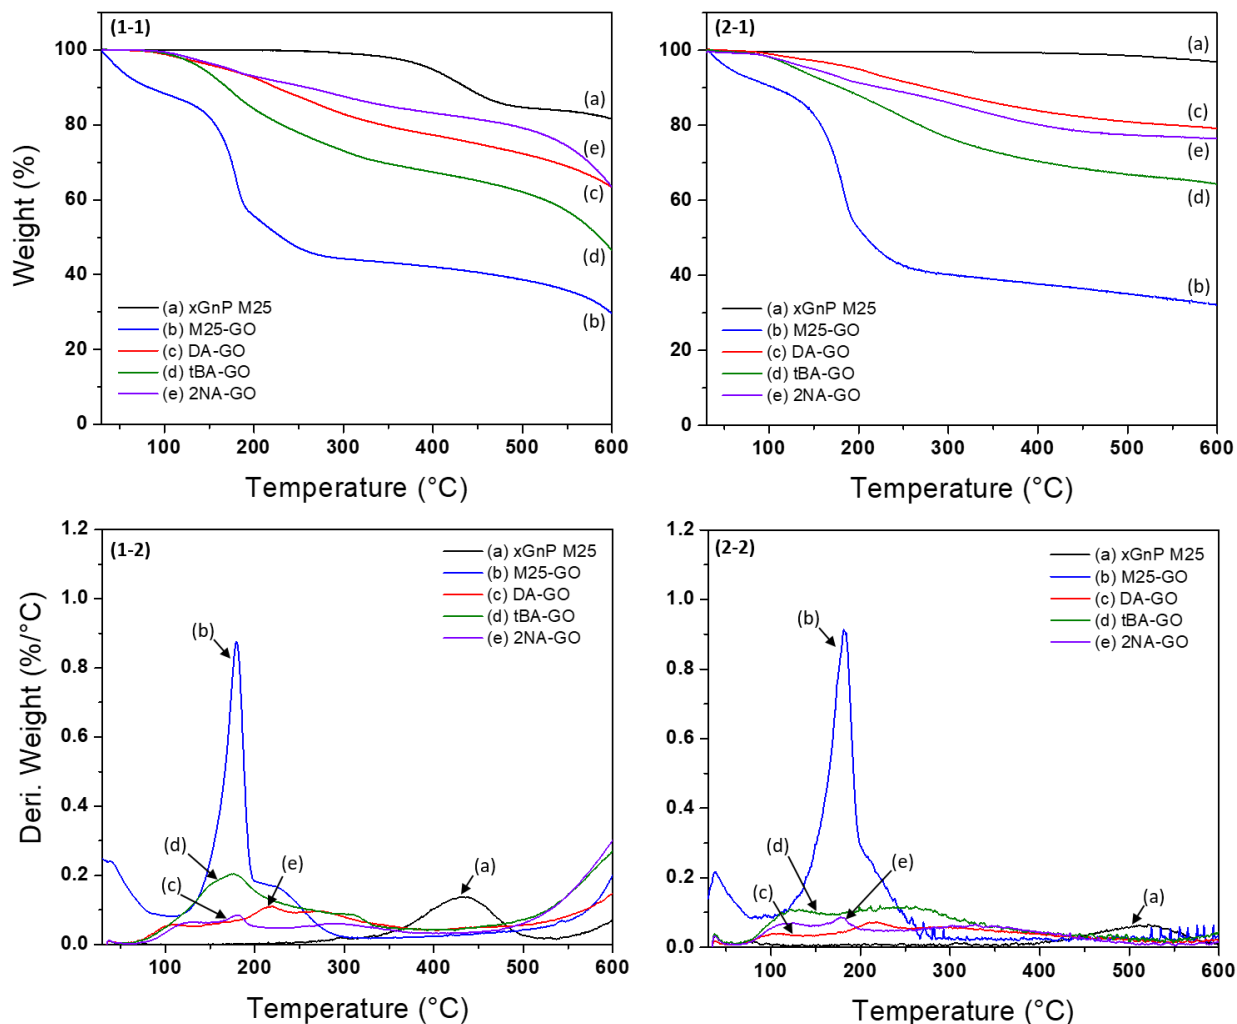 (1-1)
100
80
60
40
20
0
100
200
300
400
500
600
Weight (%)
Temperature (°C)
(a)
(e)
(c)
(d)
(b)
(a) xGnP M25
(b) M25-GO
(c) DA-GO
(d) tBA-GO
(e) 2NA-GO
(2-1)
100
80
60
40
20
0
100
200
300
400
500
600
Temperature (°C)
(a)
(c)
(e)
(d)
(b)
(a) xGnP M25
(b) M25-GO
(c) DA-GO
(d) tBA-GO
(e) 2NA-GO
(1-2)
1.2
1.0
0.8
0.6
0.4
0.2
0.0
100
200
300
400
500
600
Deri. Weight (%/°C)
Temperature (°C)
(a) xGnP M25
(b) M25-GO
(c) DA-GO
(d) tBA-GO
(e) 2NA-GO
(b)
(d)
(e)
(a)
(c)
(2-2)
1.2
1.0
0.8
0.6
0.4
0.2
0.0
100
200
300
400
500
600
Temperature (°C)
(a) xGnP M25
(b) M25-GO
(c) DA-GO
(d) tBA-GO
(e) 2NA-GO
(b)
(d)
(e)
(c)
(a)